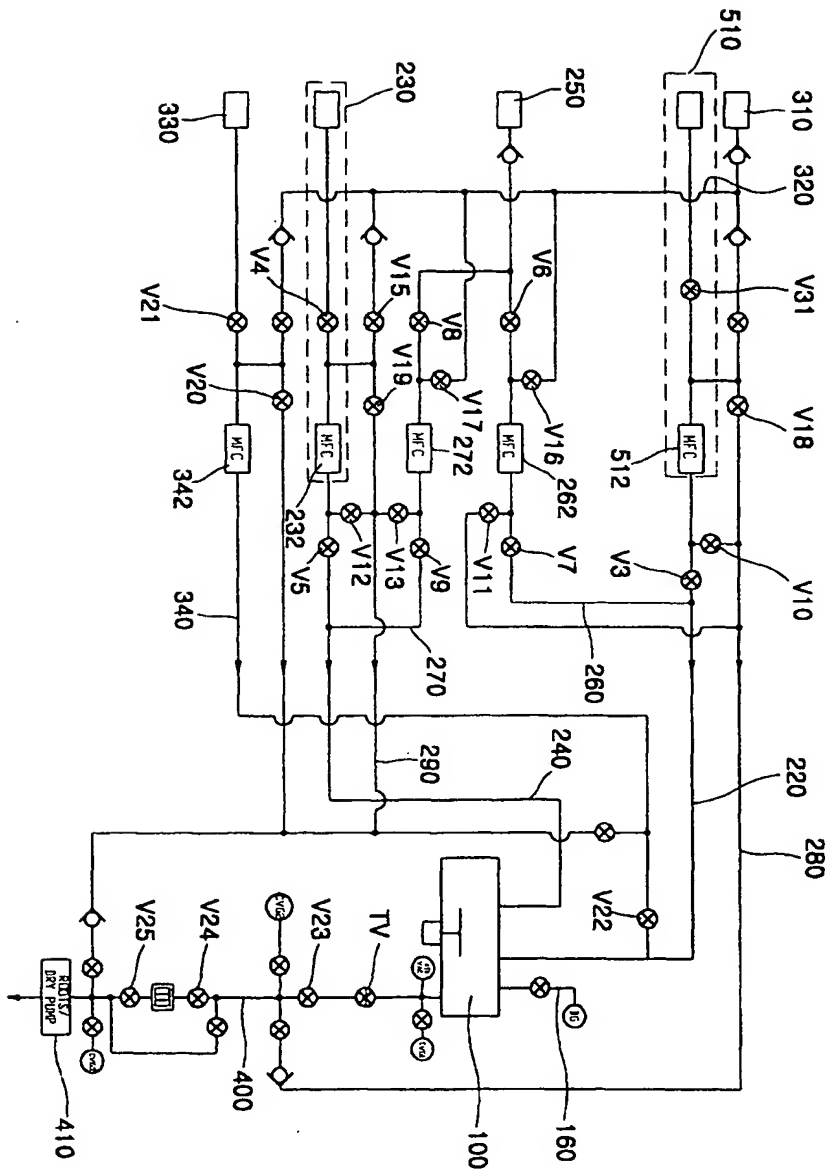 510
310
320
V18
V10
280
220
V31
MFC
512
V3
260
V22
160
BG
250
V6
V16
MFC
262
V7
V11
240
100
V8
V17
MFC
272
V9
270
230
V15
V19
V13
290
TV
V4
MFC
232
V12
V5
V23
400
330
V21
V20
MFC
342
340
V24
V25
ROOTS/
DRY PUMP
410